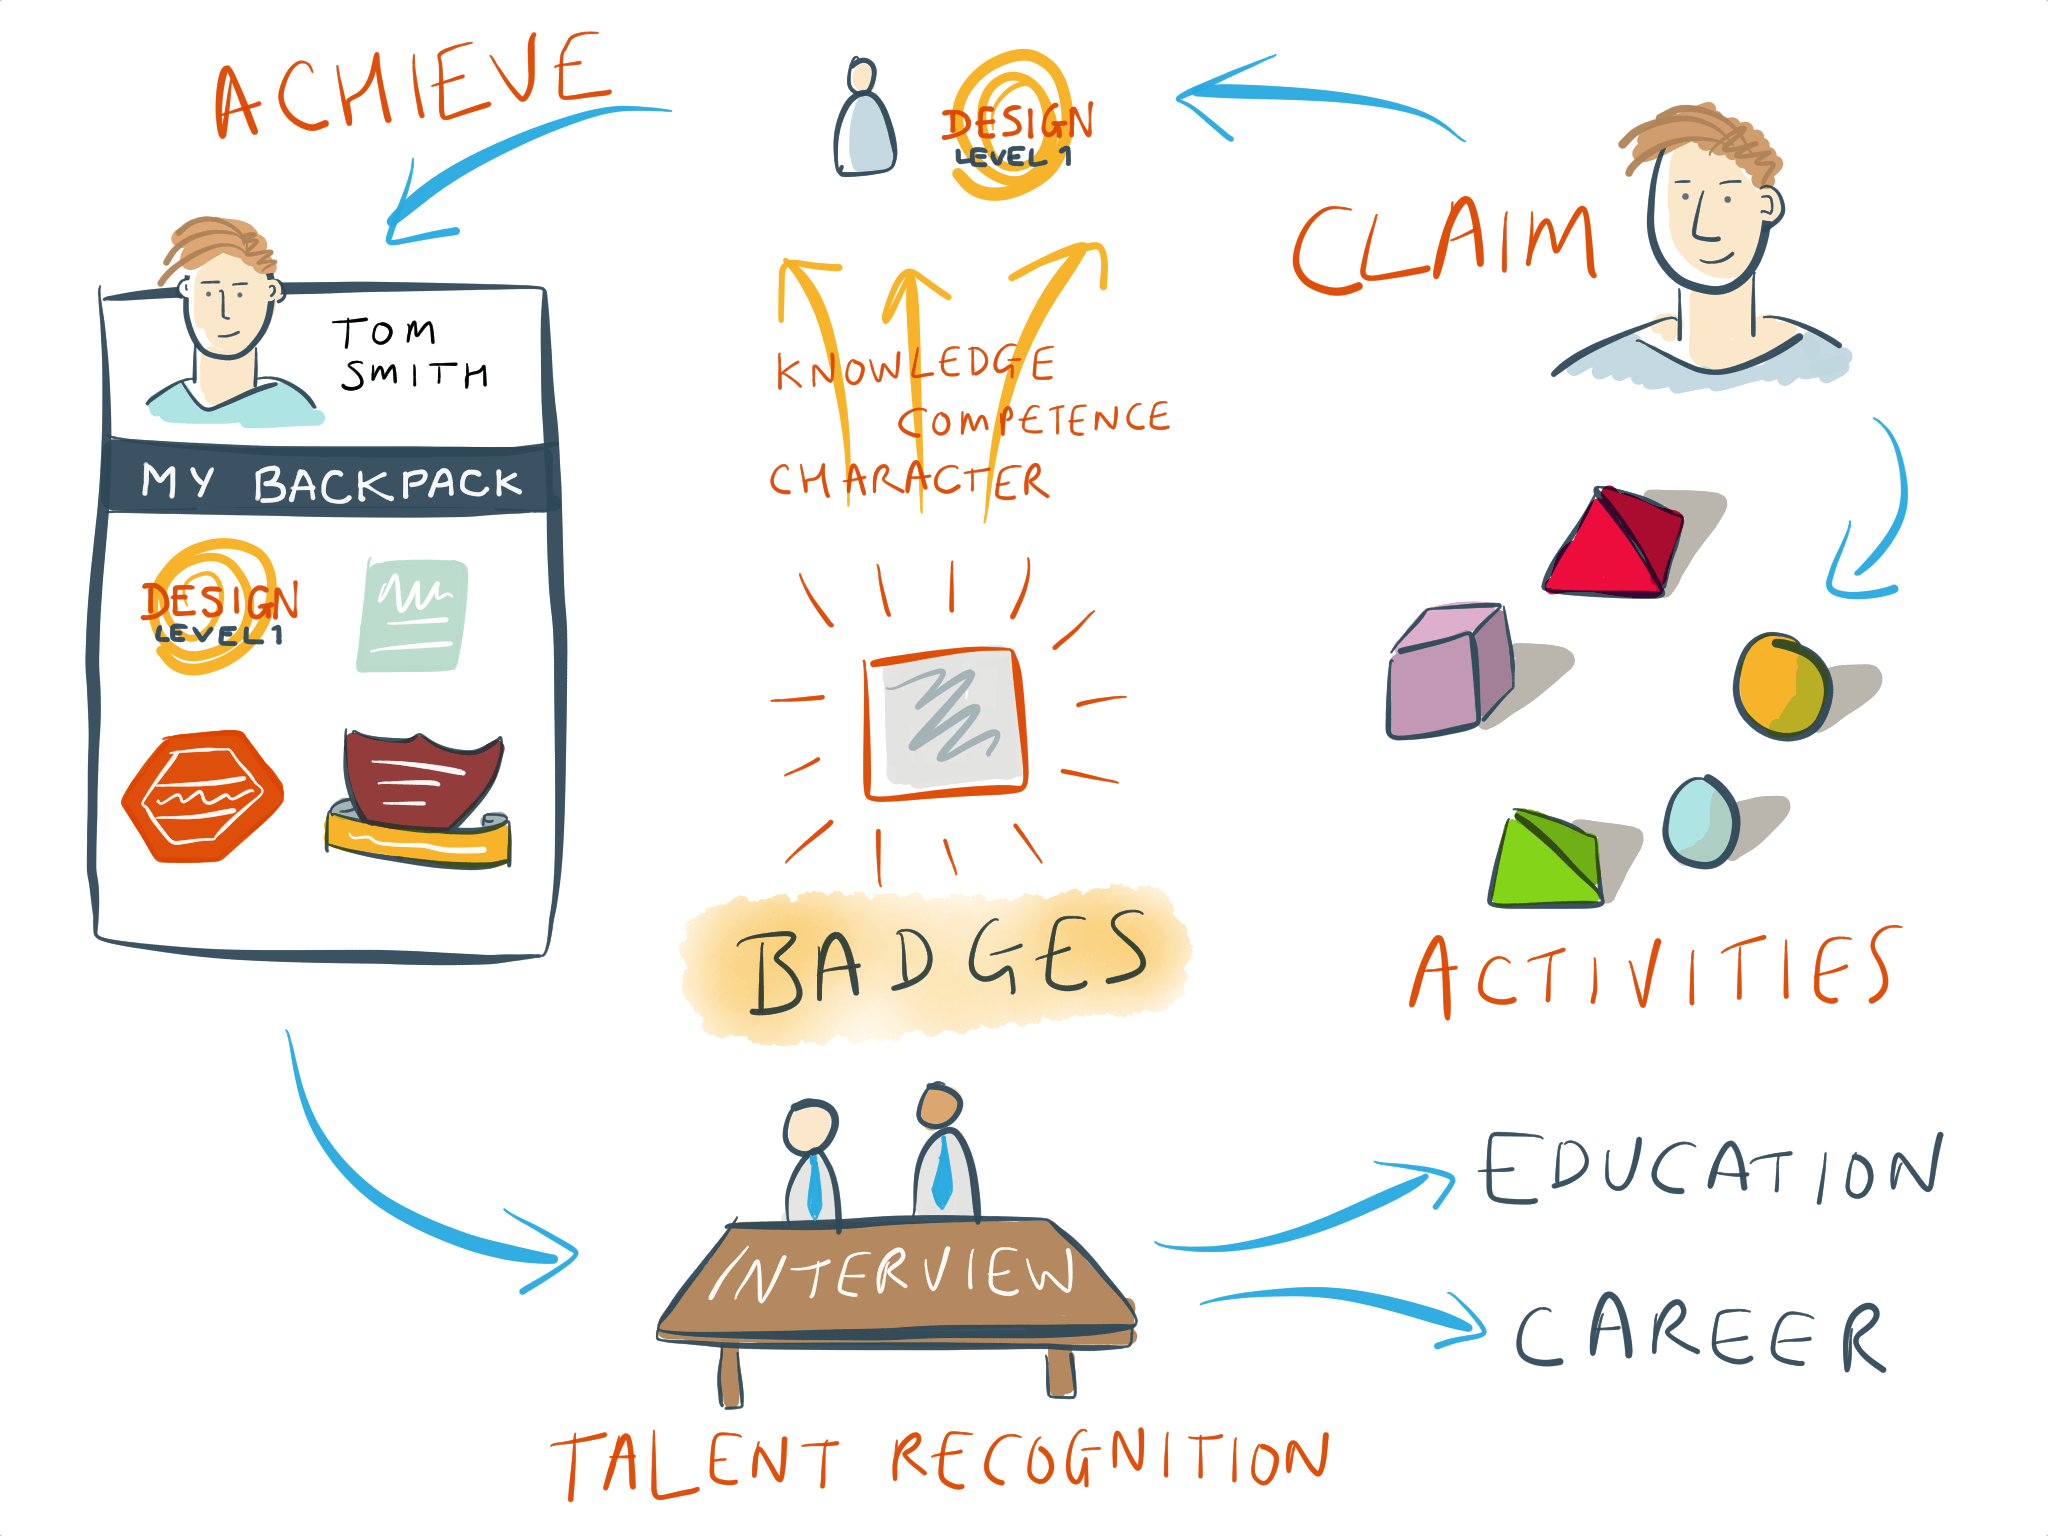 ACHIEVE
DESIGN
LEVEL 1
CLAIM
TOM
SMITH
KNOWLEDGE
COMPETENCE
CHARACTER
MY BACKPACK
DESIGN
LEVEL 1
BADGES
ACTIVITIES
INTERVIEW
EDUCATION
CAREER
TALENT RECOGNITION